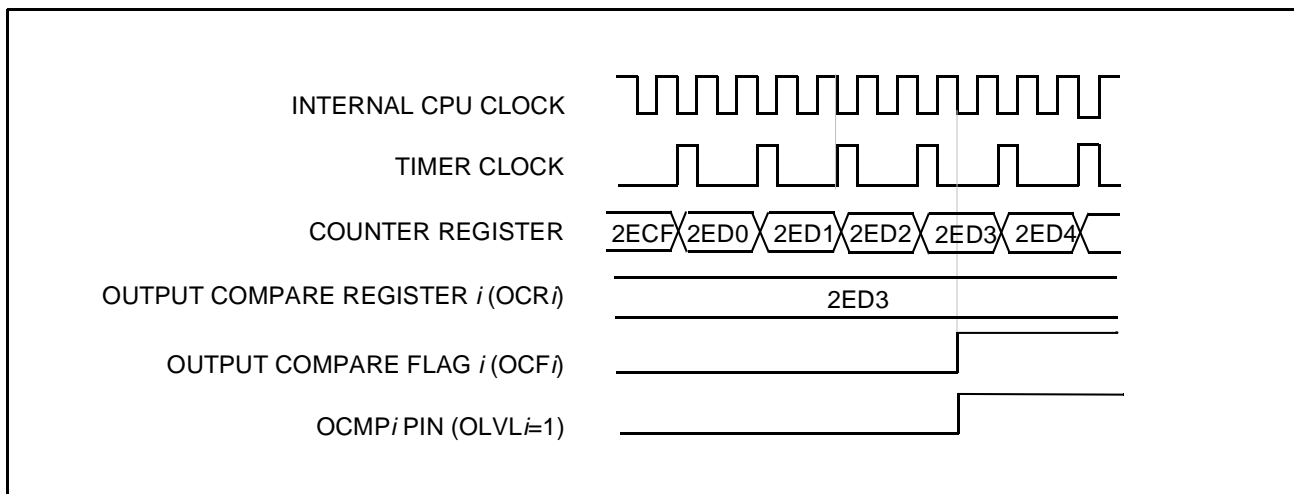 INTERNAL CPU CLOCK
TIMER CLOCK
COUNTER REGISTER 2ECF 2ED0 2ED1 2ED2 2ED3 2ED4
OUTPUT COMPARE REGISTER i (OCRi) 2ED3
OUTPUT COMPARE FLAG i (OCFi)
OCMPi PIN (OLVLi=1)